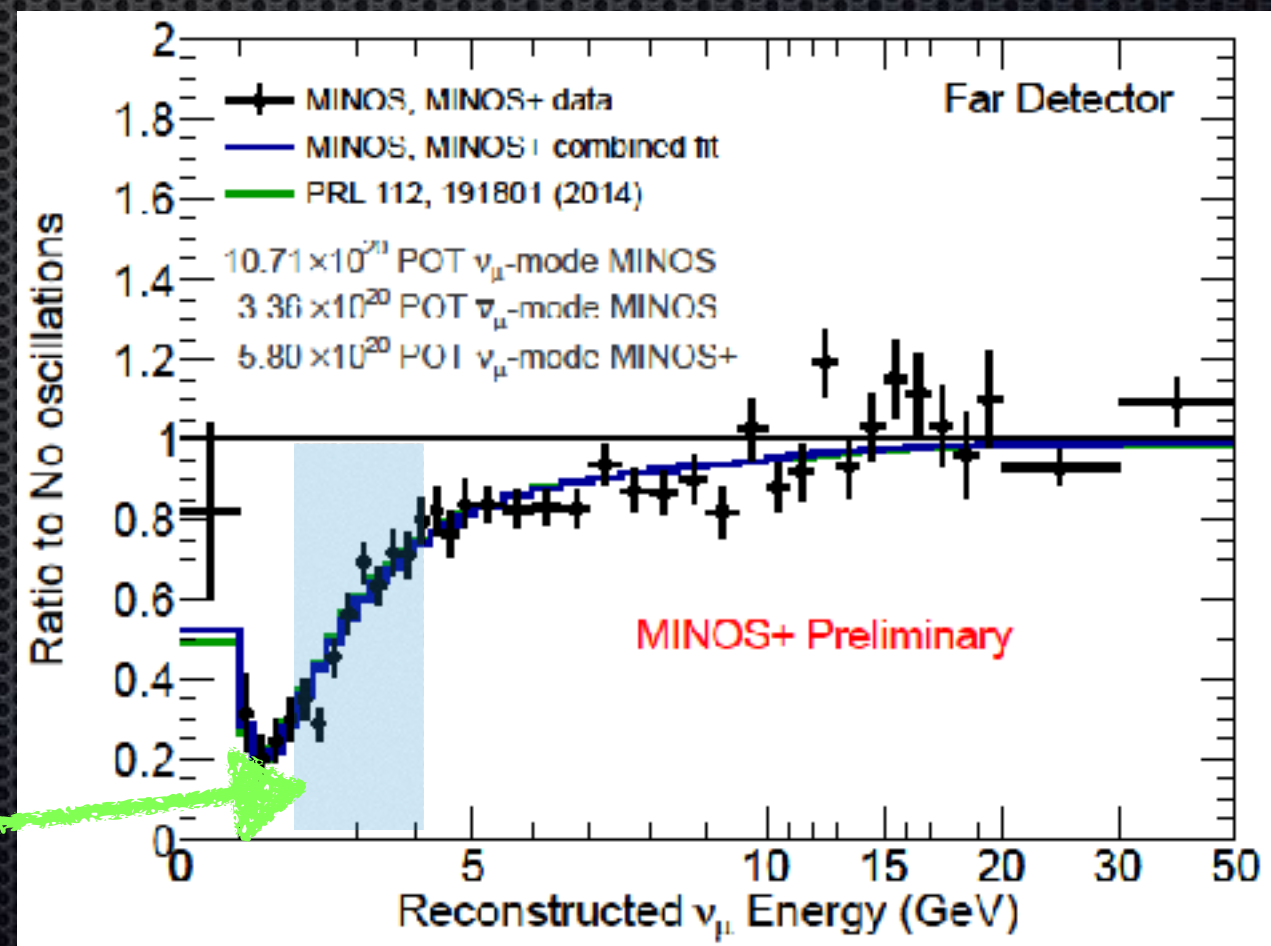 2
1.8
1.6
1.4
1.2
1
0.8
0.6
0.4
0.2
0
Ratio to No oscillations
Far Detector
MINOS, MINOS+ data
MINOS, MINOS+ combined fit
PRL 112, 191801 (2014)
10.71×10²⁰ POT νμ-mode MINOS
3.36 ×10²⁰ POT ν̅μ-mode MINOS
5.80 ×10²⁰ POT νμ-mode MINOS+
MINOS+ Preliminary
0 5 10 15 20 30 50
Reconstructed νμ Energy (GeV)